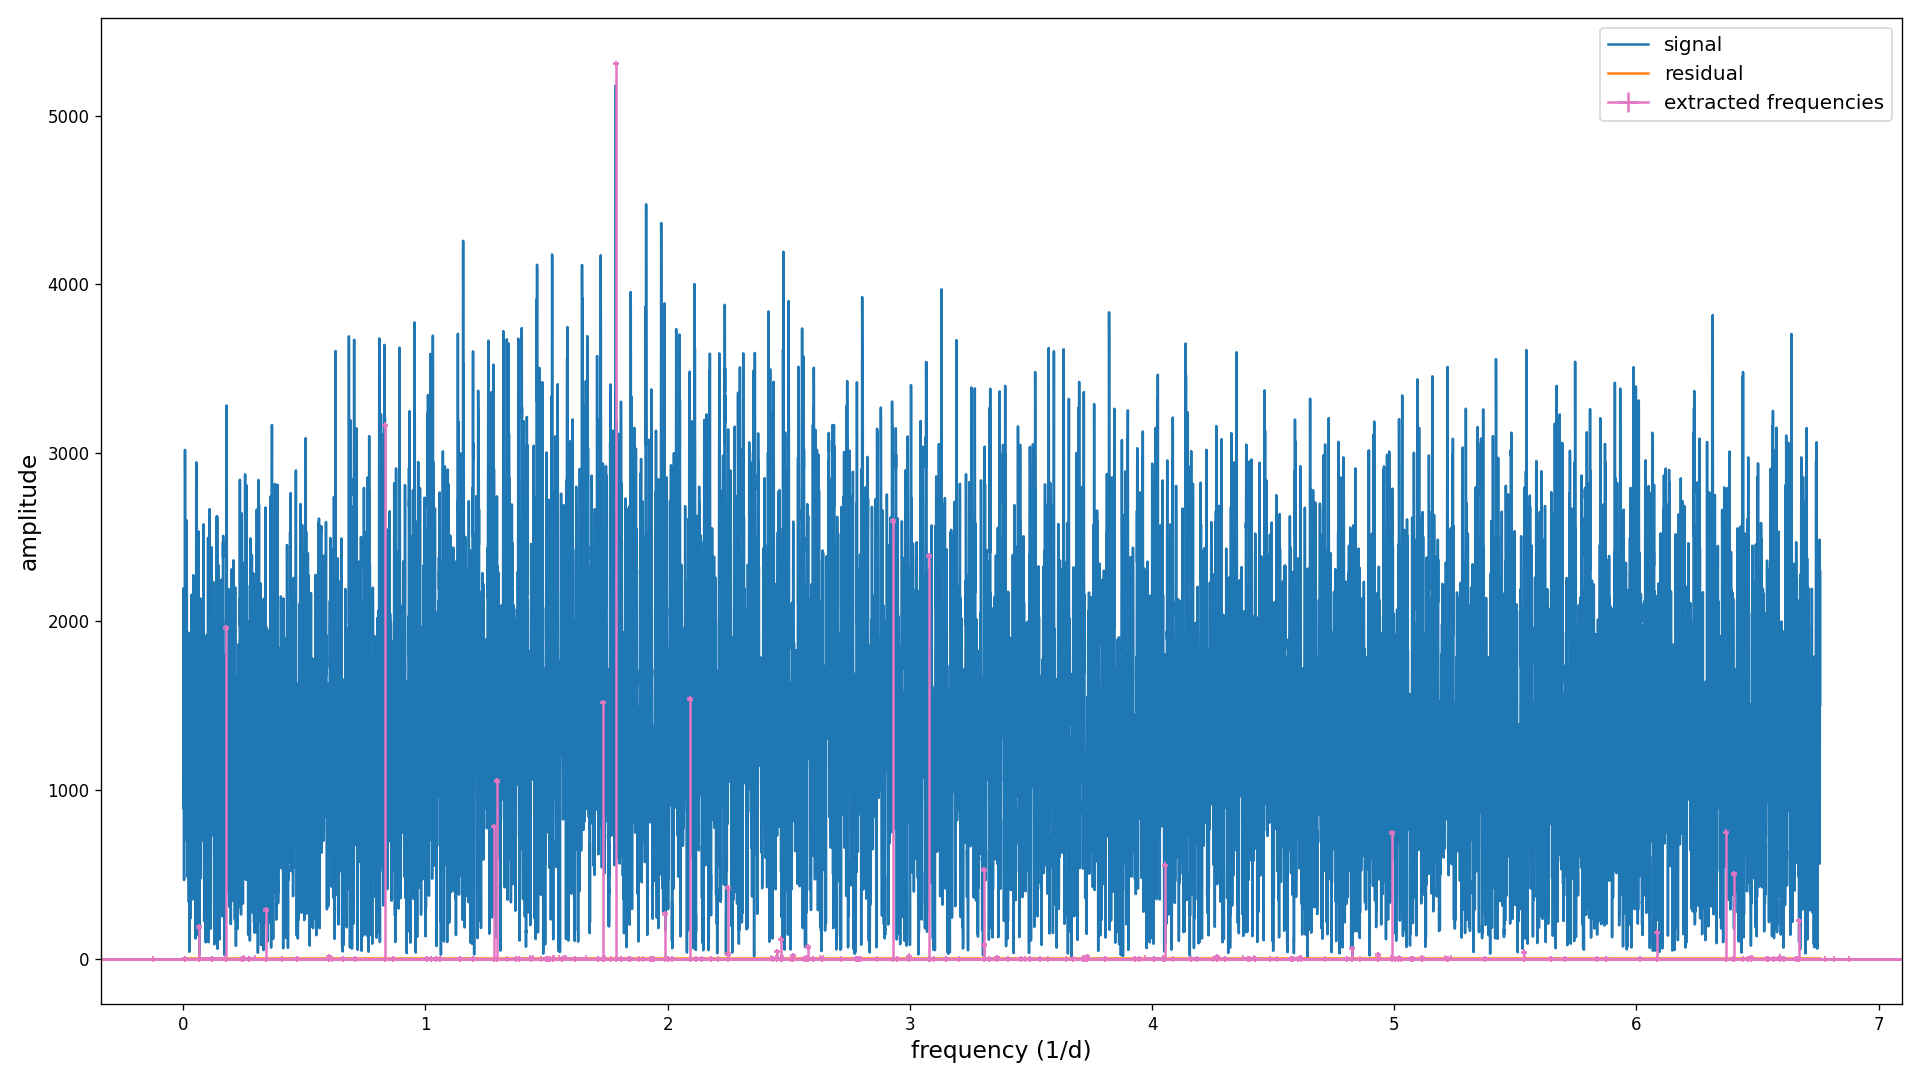 signal
residual
extracted frequencies
amplitude
5000
4000
3000
2000
1000
0
0 1 2 3 4 5 6 7
frequency (1/d)